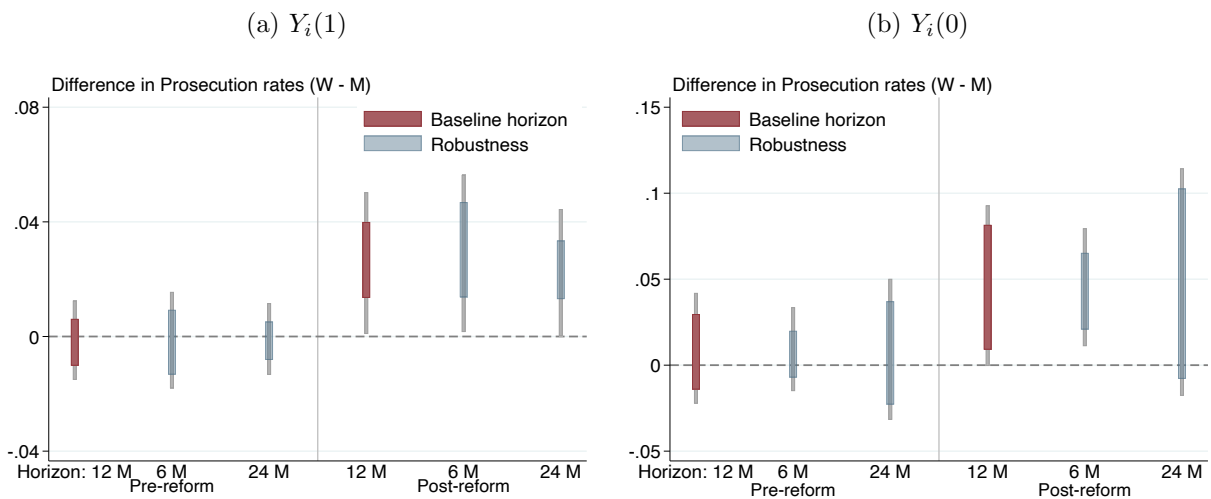 (a) Y_i(1)
Difference in Prosecution rates (W - M)
.08
.04
0
-.04
Baseline horizon
Robustness
Horizon: 12 M 6 M 24 M 12 M 6 M 24 M
Pre-reform Post-reform
(b) Y_i(0)
Difference in Prosecution rates (W - M)
.15
.1
.05
0
-.05
Baseline horizon
Robustness
Horizon: 12 M 6 M 24 M 12 M 6 M 24 M
Pre-reform Post-reform